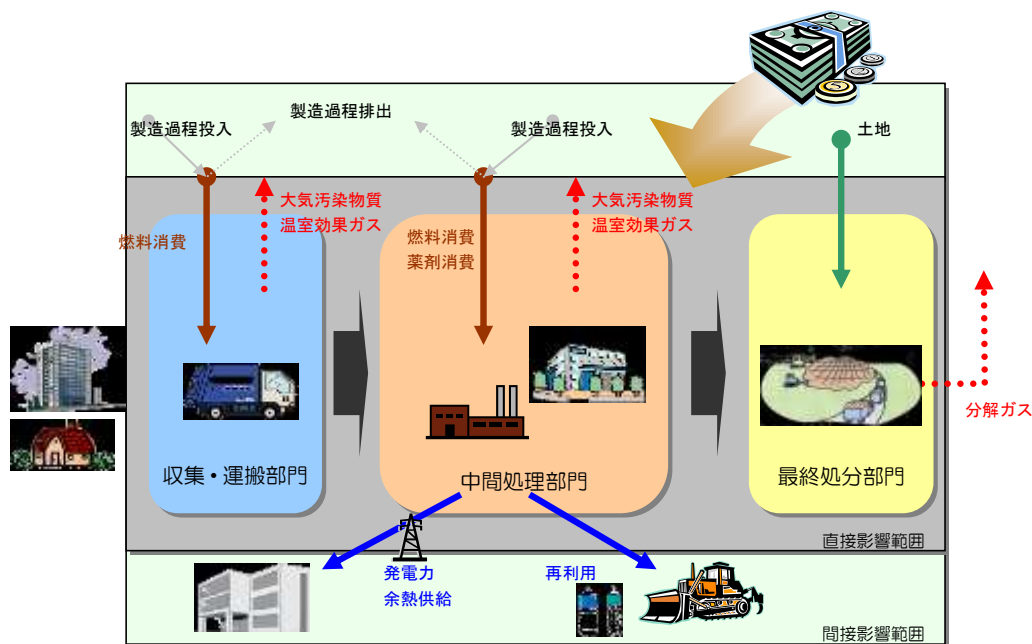 製造過程投入
製造過程排出
製造過程投入
土地
大気汚染物質
温室効果ガス
大気汚染物質
温室効果ガス
燃料消費
燃料消費
薬剤消費
分解ガス
収集・運搬部門
中間処理部門
最終処分部門
直接影響範囲
発電力
余熱供給
再利用
間接影響範囲